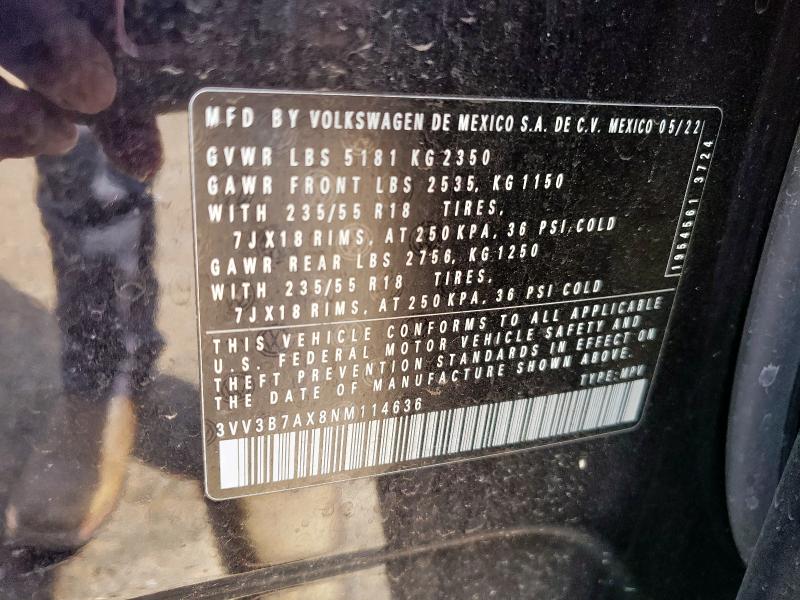 MFD BY VOLKSWAGEN DE MEXICO S.A. DE C.V. MEXICO 05/22
GVWR LBS 5181 KG 2350
GAWR FRONT LBS 2535, KG 1150
WITH 235/55 R18 TIRES,
7JX18 RIMS, AT 250 KPA, 36 PSI COLD
GAWR REAR LBS 2756, KG 1250
WITH 235/55 R18 TIRES,
7JX18 RIMS, AT 250 KPA, 36 PSI COLD
1954561 3724
THIS VEHICLE CONFORMS TO ALL APPLICABLE
U.S. FEDERAL MOTOR VEHICLE SAFETY AND
THEFT PREVENTION STANDARDS IN EFFECT ON
THE DATE OF MANUFACTURE SHOWN ABOVE.
TYPE: MPV
3VV3B7AX8NM114636